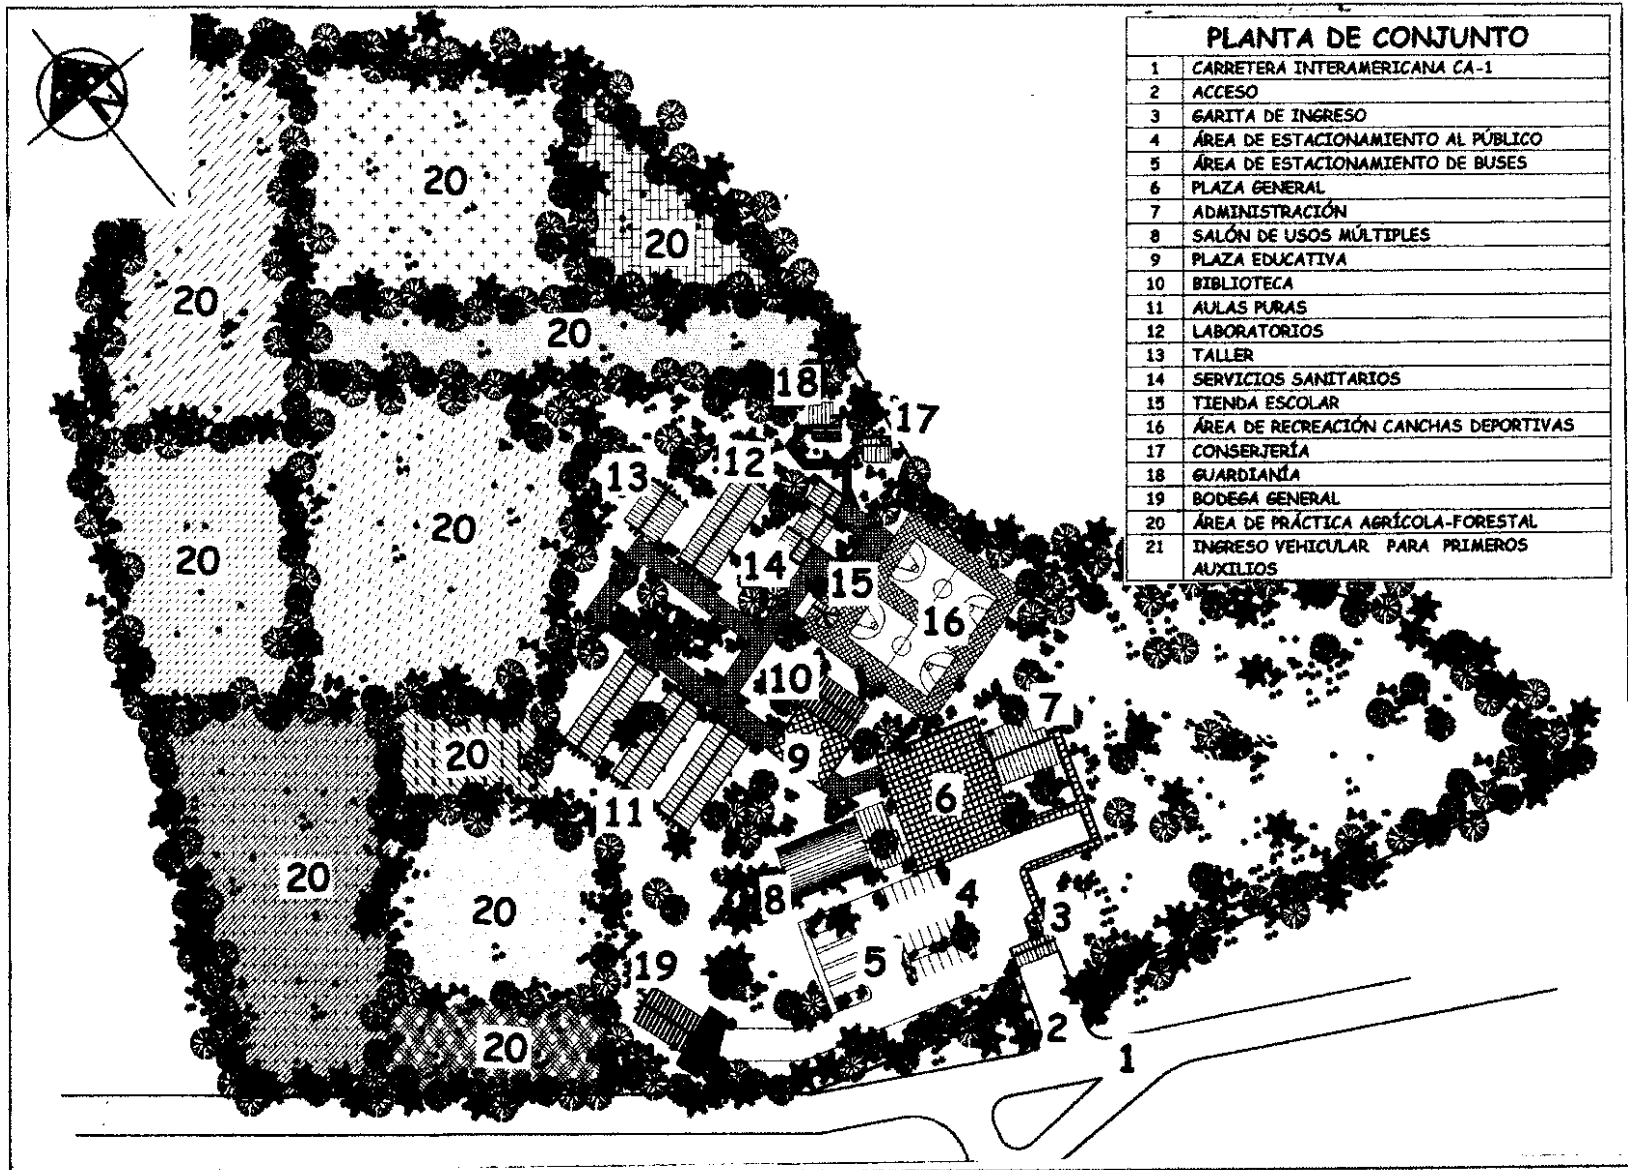 PLANTA DE CONJUNTO
1 CARRETERA INTERAMERICANA CA-1
2 ACCESO
3 GARITA DE INGRESO
4 ÁREA DE ESTACIONAMIENTO AL PÚBLICO
5 ÁREA DE ESTACIONAMIENTO DE BUSES
6 PLAZA GENERAL
7 ADMINISTRACIÓN
8 SALÓN DE USOS MÚLTIPLES
9 PLAZA EDUCATIVA
10 BIBLIOTECA
11 AULAS PURAS
12 LABORATORIOS
13 TALLER
14 SERVICIOS SANITARIOS
15 TIENDA ESCOLAR
16 ÁREA DE RECREACIÓN CANCHAS DEPORTIVAS
17 CONSERJERÍA
18 GUARDIANÍA
19 BODEGA GENERAL
20 ÁREA DE PRÁCTICA AGRÍCOLA-FORESTAL
21 INGRESO VEHICULAR PARA PRIMEROS
AUXILIOS
N
20
20
20
20
18
17
12
13
20
20
14
15
16
10
7
20
9
6
11
20
8
4
20
3
5
19
2
20
1